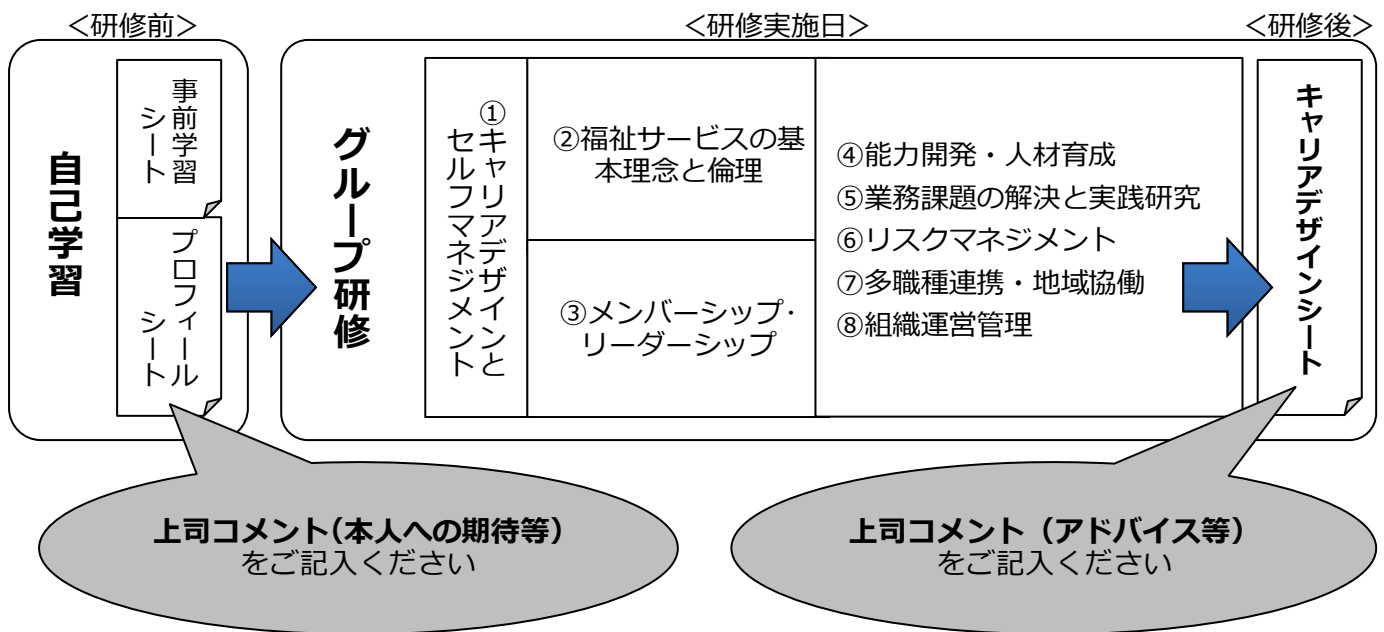 ＜研修前＞
＜研修実施日＞
＜研修後＞
自己学習
事前学習
シート
プロフィール
シート
グループ研修
①キャリアデザインと
セルフマネジメント
②福祉サービスの基
本理念と倫理
③メンバーシップ・
リーダーシップ
④能力開発・人材育成
⑤業務課題の解決と実践研究
⑥リスクマネジメント
⑦多職種連携・地域協働
⑧組織運営管理
キャリアデザインシート
上司コメント（本人への期待等）
をご記入ください
上司コメント（アドバイス等）
をご記入ください